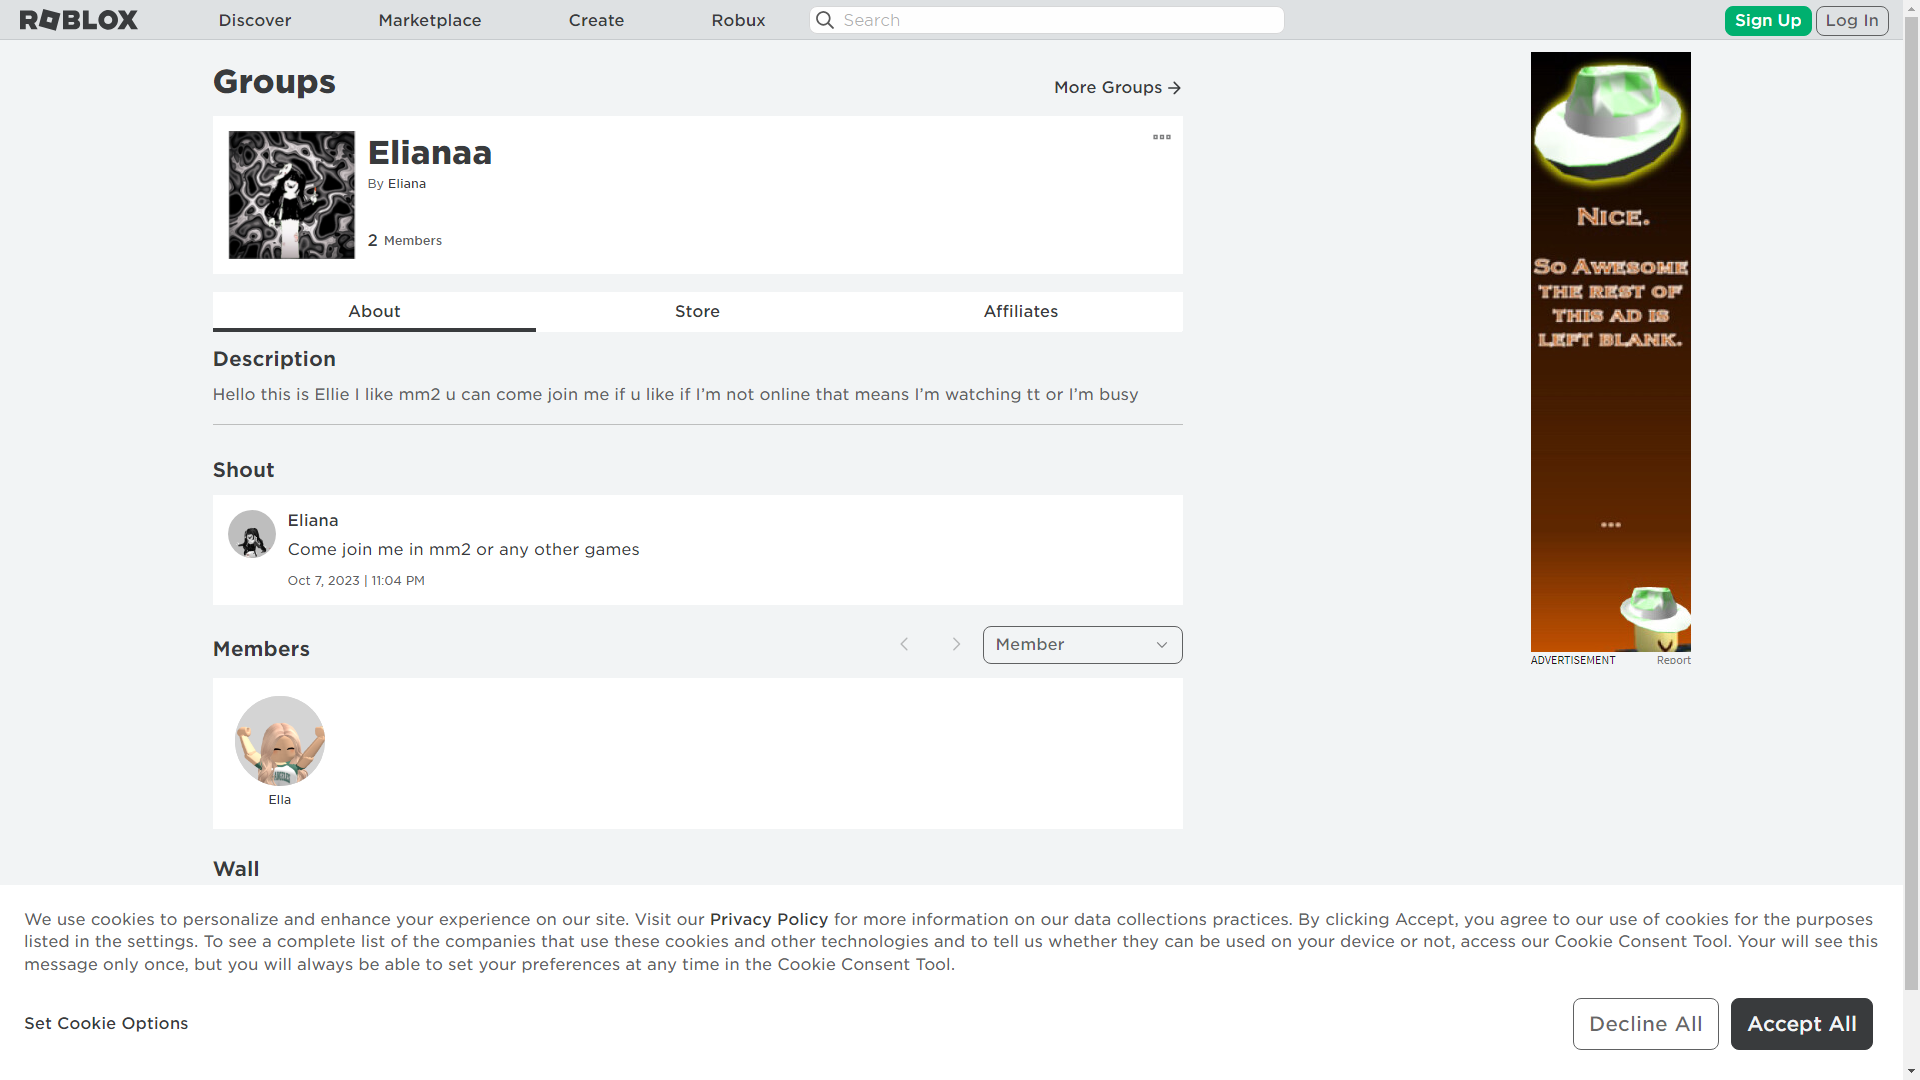 ROBLOX
Discover
Marketplace
Create
Robux
Search
Sign Up
Log In
Groups
More Groups
Elianaa
By Eliana
2 Members
About
Store
Affiliates
Description
Hello this is Ellie I like mm2 u can come join me if u like if I’m not online that means I’m watching tt or I’m busy
Shout
Eliana
Come join me in mm2 or any other games
Oct 7, 2023 | 11:04 PM
Members
Member
Ella
Wall
NICE.
SO AWESOME
THE REST OF
THIS AD IS
LEFT BLANK.
...
ADVERTISEMENT
Report
We use cookies to personalize and enhance your experience on our site. Visit our Privacy Policy for more information on our data collections practices. By clicking Accept, you agree to our use of cookies for the purposes
listed in the settings. To see a complete list of the companies that use these cookies and other technologies and to tell us whether they can be used on your device or not, access our Cookie Consent Tool. Your will see this
message only once, but you will always be able to set your preferences at any time in the Cookie Consent Tool.
Set Cookie Options
Decline All
Accept All